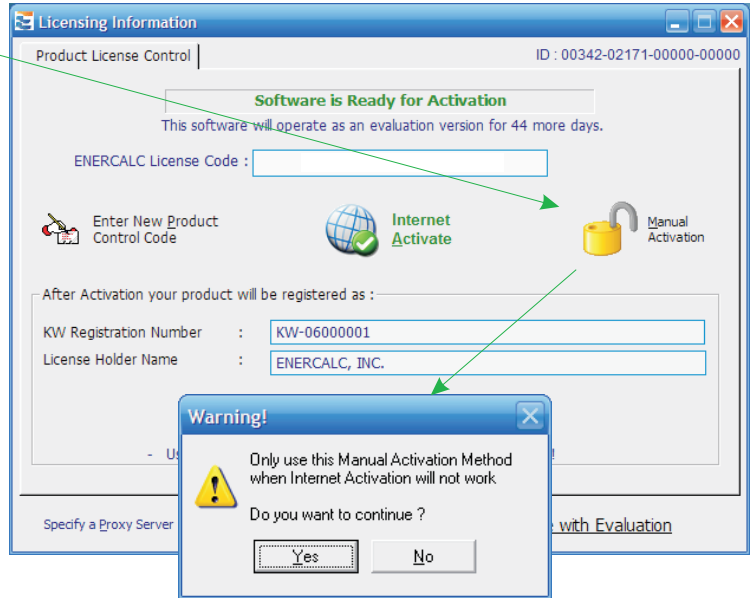 Licensing Information
Product License Control
ID : 00342-02171-00000-00000
Software is Ready for Activation
This software will operate as an evaluation version for 44 more days.
ENERCALC License Code :
Enter New Product
Control Code
Internet
Activate
Manual
Activation
After Activation your product will be registered as :
KW Registration Number : KW-06000001
License Holder Name : ENERCALC, INC.
Warning!
Only use this Manual Activation Method
when Internet Activation will not work
Do you want to continue ?
Yes No
Specify a Proxy Server
with Evaluation